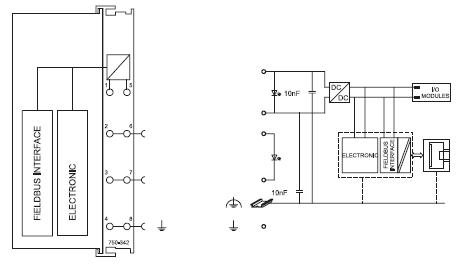 FIELDBUS INTERFACE
ELECTRONIC
1 5
2 6
3 7
4 8
750-842
10nF
10nF
DC
DC
I/O
MODULES
ELECTRONIC
FIELDBUS
INTERFACE